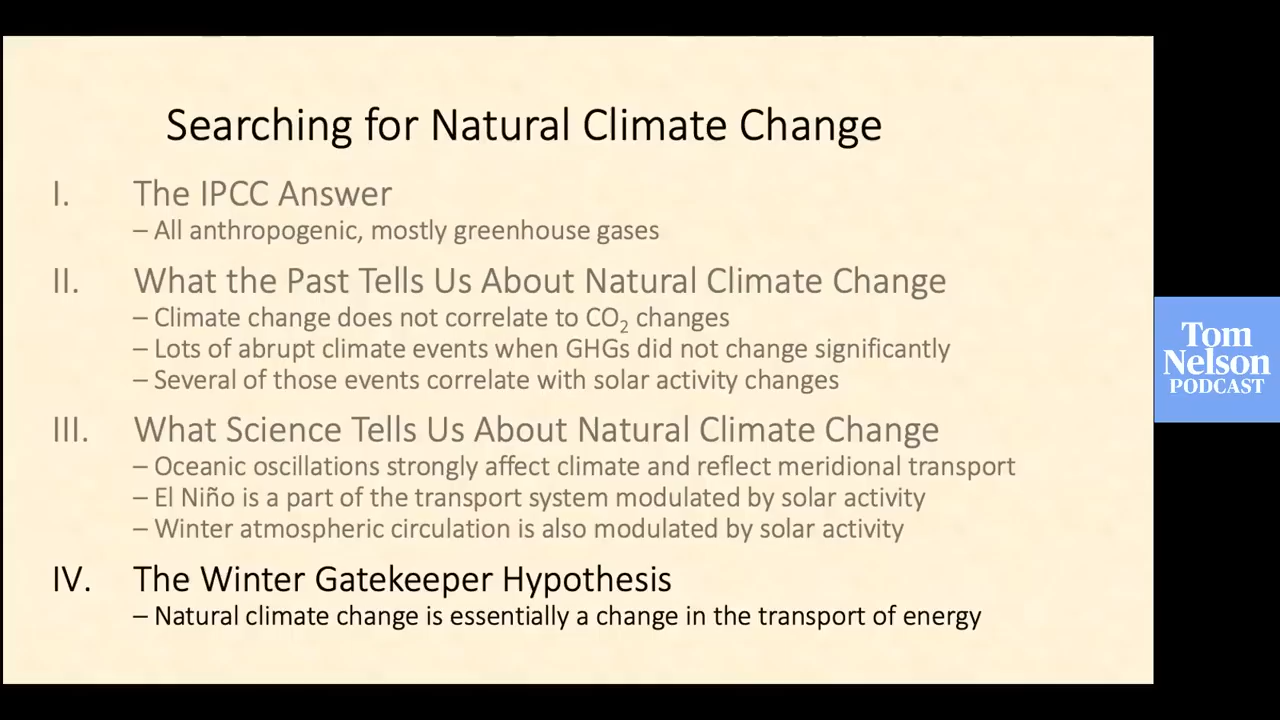 Searching for Natural Climate Change
I. The IPCC Answer
– All anthropogenic, mostly greenhouse gases
II. What the Past Tells Us About Natural Climate Change
– Climate change does not correlate to CO₂ changes
– Lots of abrupt climate events when GHGs did not change significantly
– Several of those events correlate with solar activity changes
III. What Science Tells Us About Natural Climate Change
– Oceanic oscillations strongly affect climate and reflect meridional transport
– El Niño is a part of the transport system modulated by solar activity
– Winter atmospheric circulation is also modulated by solar activity
IV. The Winter Gatekeeper Hypothesis
– Natural climate change is essentially a change in the transport of energy
Tom
Nelson
PODCAST